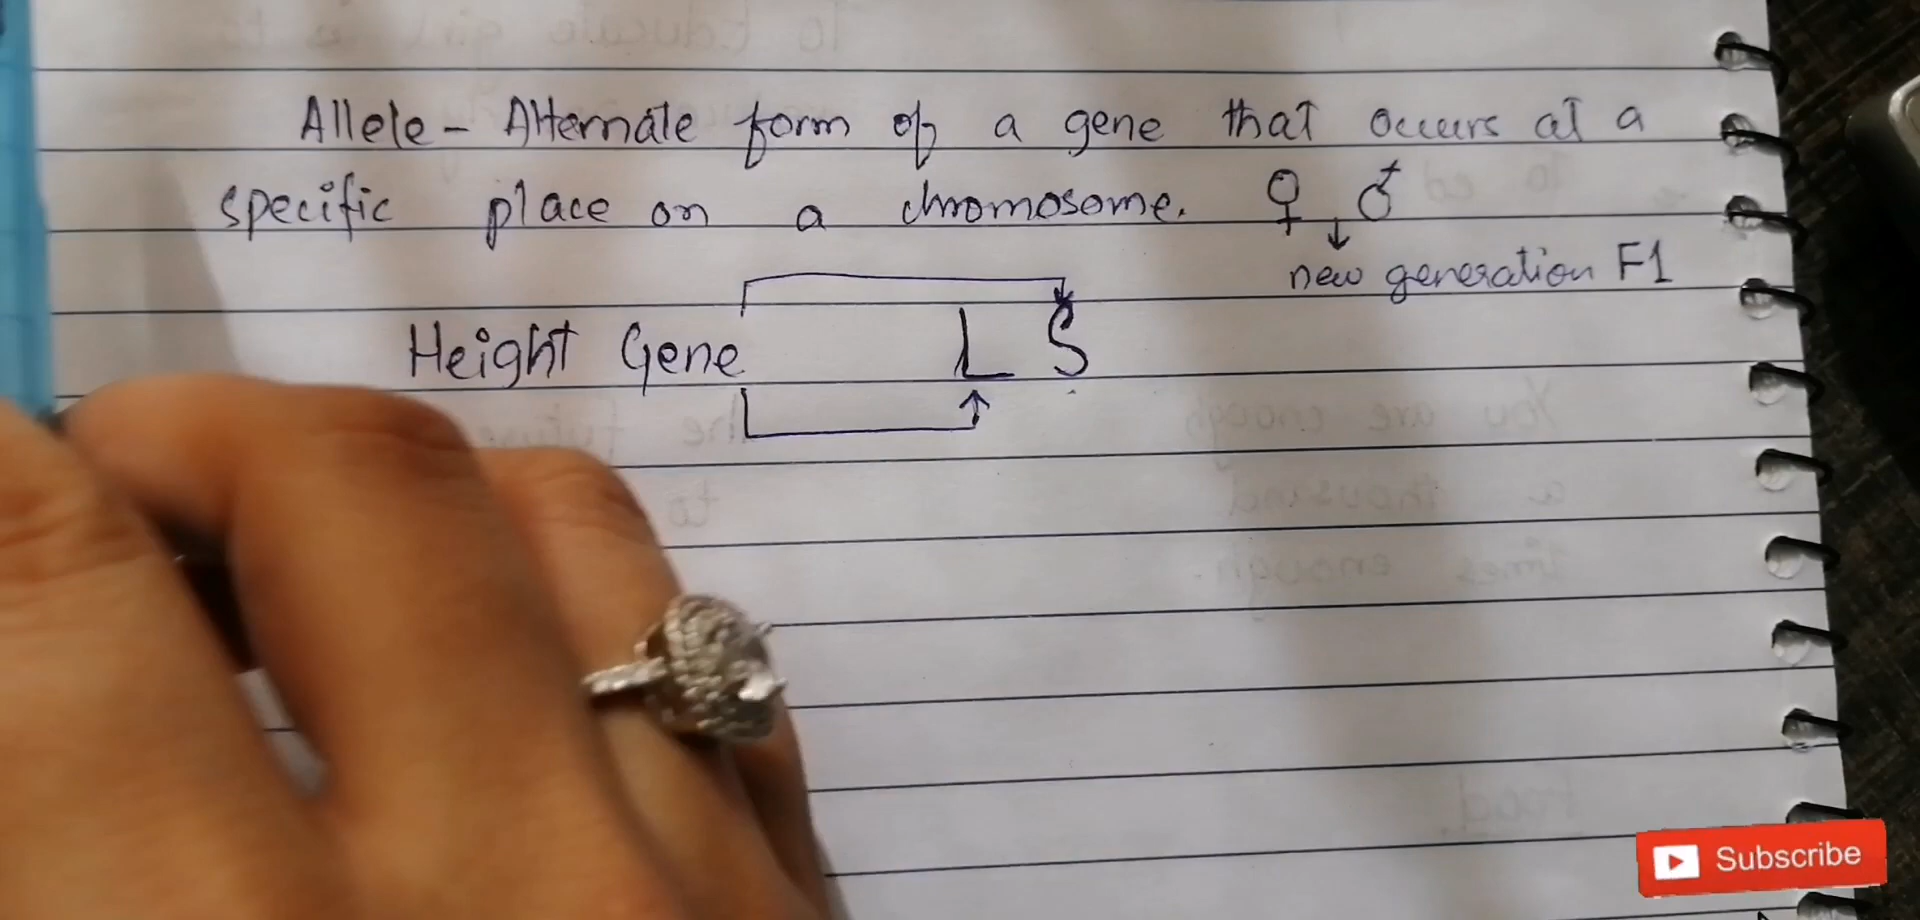 Allele - Alternate form of a gene that occurs at a
specific place on a chromosome. ♀ ♂
↓
new generation F1
Height Gene L S
Subscribe